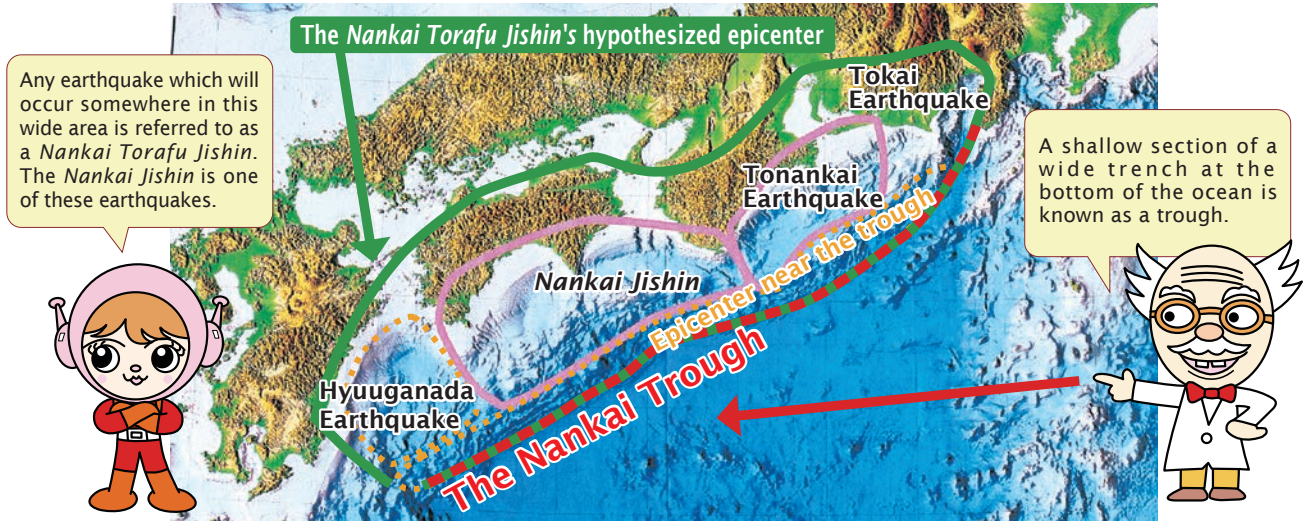 The Nankai Torafu Jishin's hypothesized epicenter
Any earthquake which will
occur somewhere in this
wide area is referred to as
a Nankai Torafu Jishin.
The Nankai Jishin is one
of these earthquakes.
Tokai
Earthquake
A shallow section of a
wide trench at the
bottom of the ocean is
known as a trough.
Tonankai
Earthquake
Nankai Jishin
Epicenter near the trough
Hyuuganada
Earthquake
The Nankai Trough